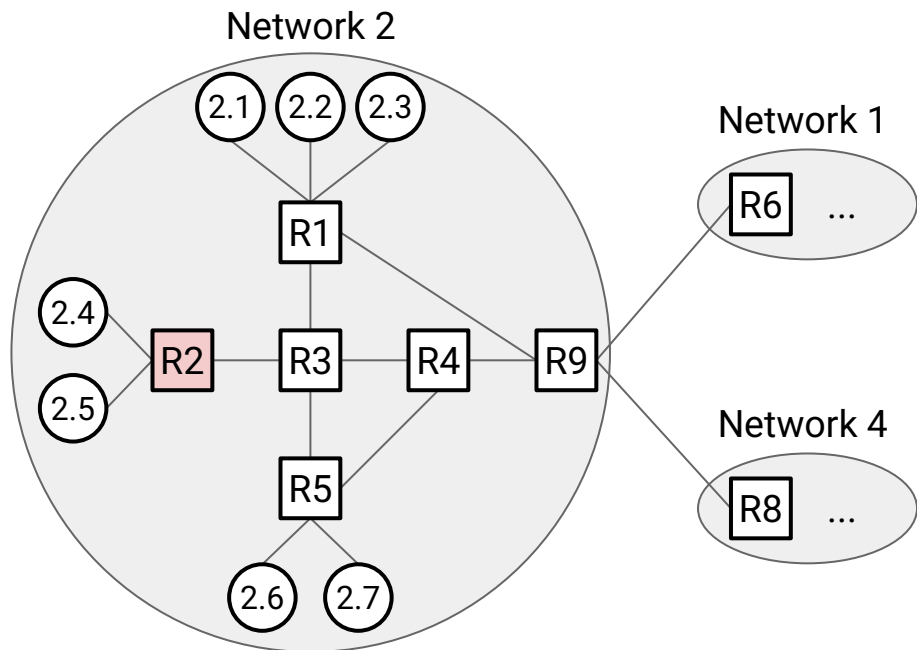 Network 2
2.1
2.2
2.3
Network 1
R6
...
R1
2.4
R2
R3
R4
R9
2.5
Network 4
R5
R8
...
2.6
2.7